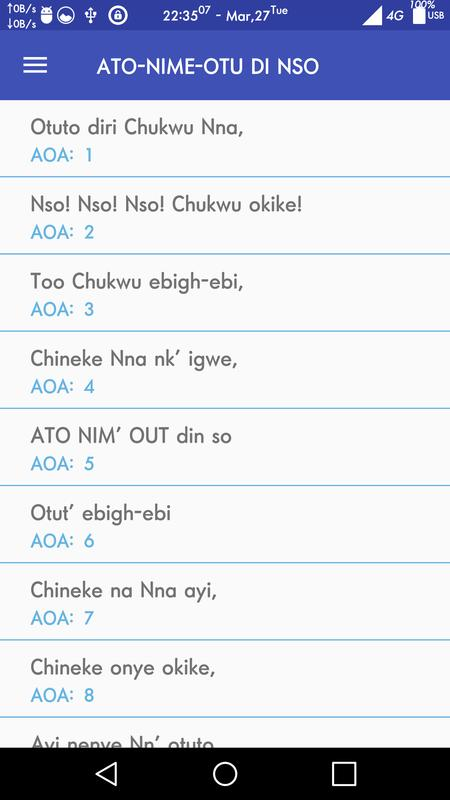 ↑0B/s
↓0B/s
22:35⁰⁷ - Mar,27ᵀᵘᵉ
4G
100%
USB
ATO-NIME-OTU DI NSO
Otuto diri Chukwu Nna,
AOA: 1
Nso! Nso! Nso! Chukwu okike!
AOA: 2
Too Chukwu ebigh-ebi,
AOA: 3
Chineke Nna nk’ igwe,
AOA: 4
ATO NIM’ OUT din so
AOA: 5
Otut’ ebigh-ebi
AOA: 6
Chineke na Nna ayi,
AOA: 7
Chineke onye okike,
AOA: 8
Ayi nenye Nn’ otuto